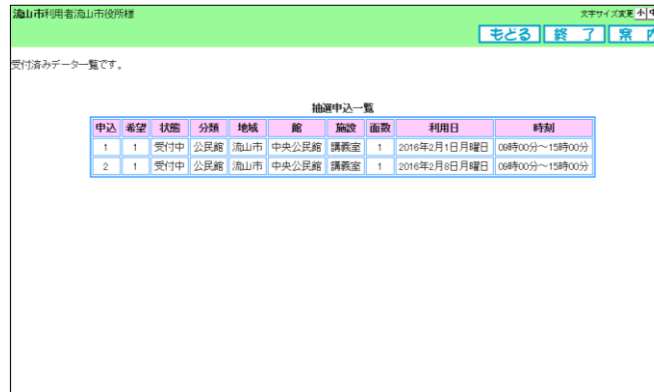 流山市利用者流山市役所様
文字サイズ変更 小 中
もどる 終 了 案 内
受付済みデータ一覧です。
抽選申込一覧
申込 希望 状態 分類 地域 館 施設 面数 利用日 時刻
1 1 受付中 公民館 流山市 中央公民館 講義室 1 2016年2月1日月曜日 09時00分～15時00分
2 1 受付中 公民館 流山市 中央公民館 講義室 1 2016年2月8日月曜日 09時00分～15時00分